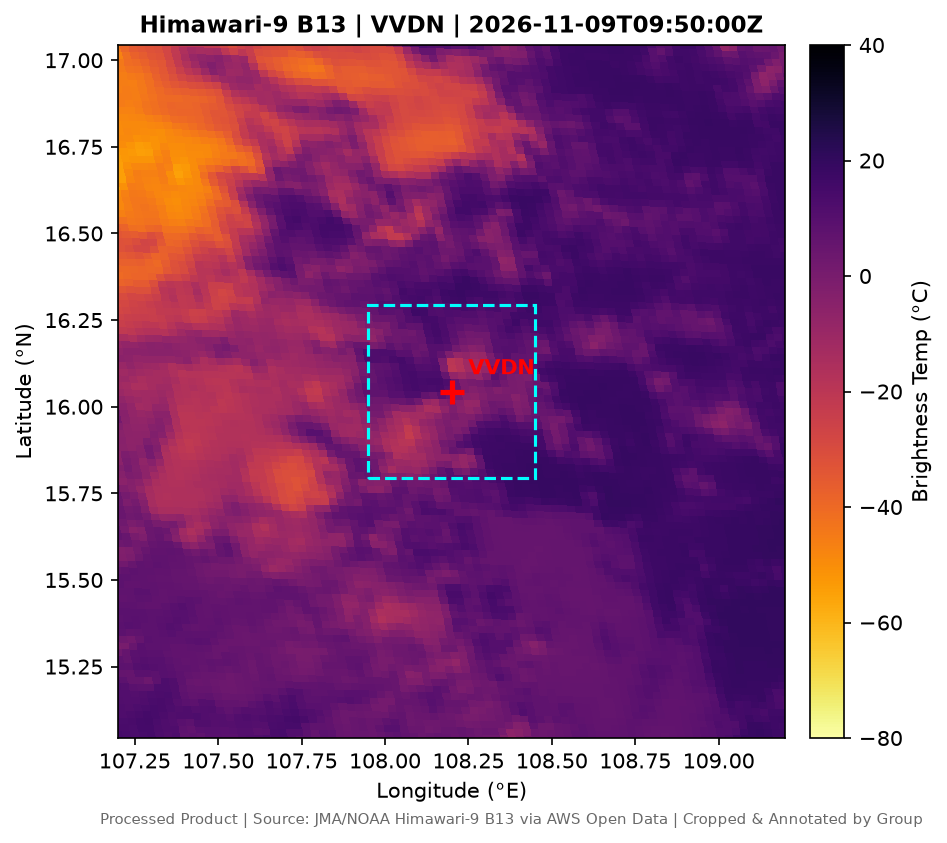 Himawari-9 B13 | VVDN | 2026-11-09T09:50:00Z
17.00
16.75
16.50
16.25
16.00
15.75
15.50
15.25
Latitude (°N)
VVDN
107.25 107.50 107.75 108.00 108.25 108.50 108.75 109.00
Longitude (°E)
40
20
0
−20
−40
−60
−80
Brightness Temp (°C)
Processed Product | Source: JMA/NOAA Himawari-9 B13 via AWS Open Data | Cropped & Annotated by Group